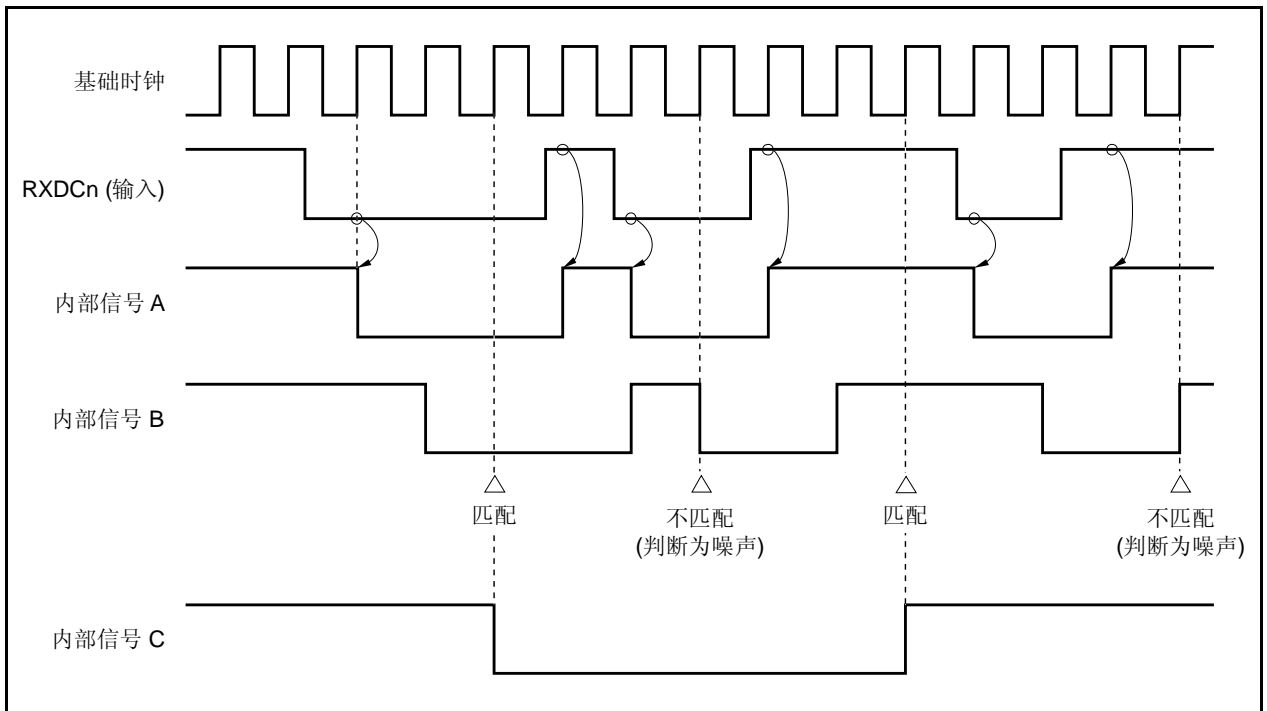 基础时钟
RXDCn (输入)
内部信号 A
内部信号 B
匹配
不匹配
(判断为噪声)
匹配
不匹配
(判断为噪声)
内部信号 C